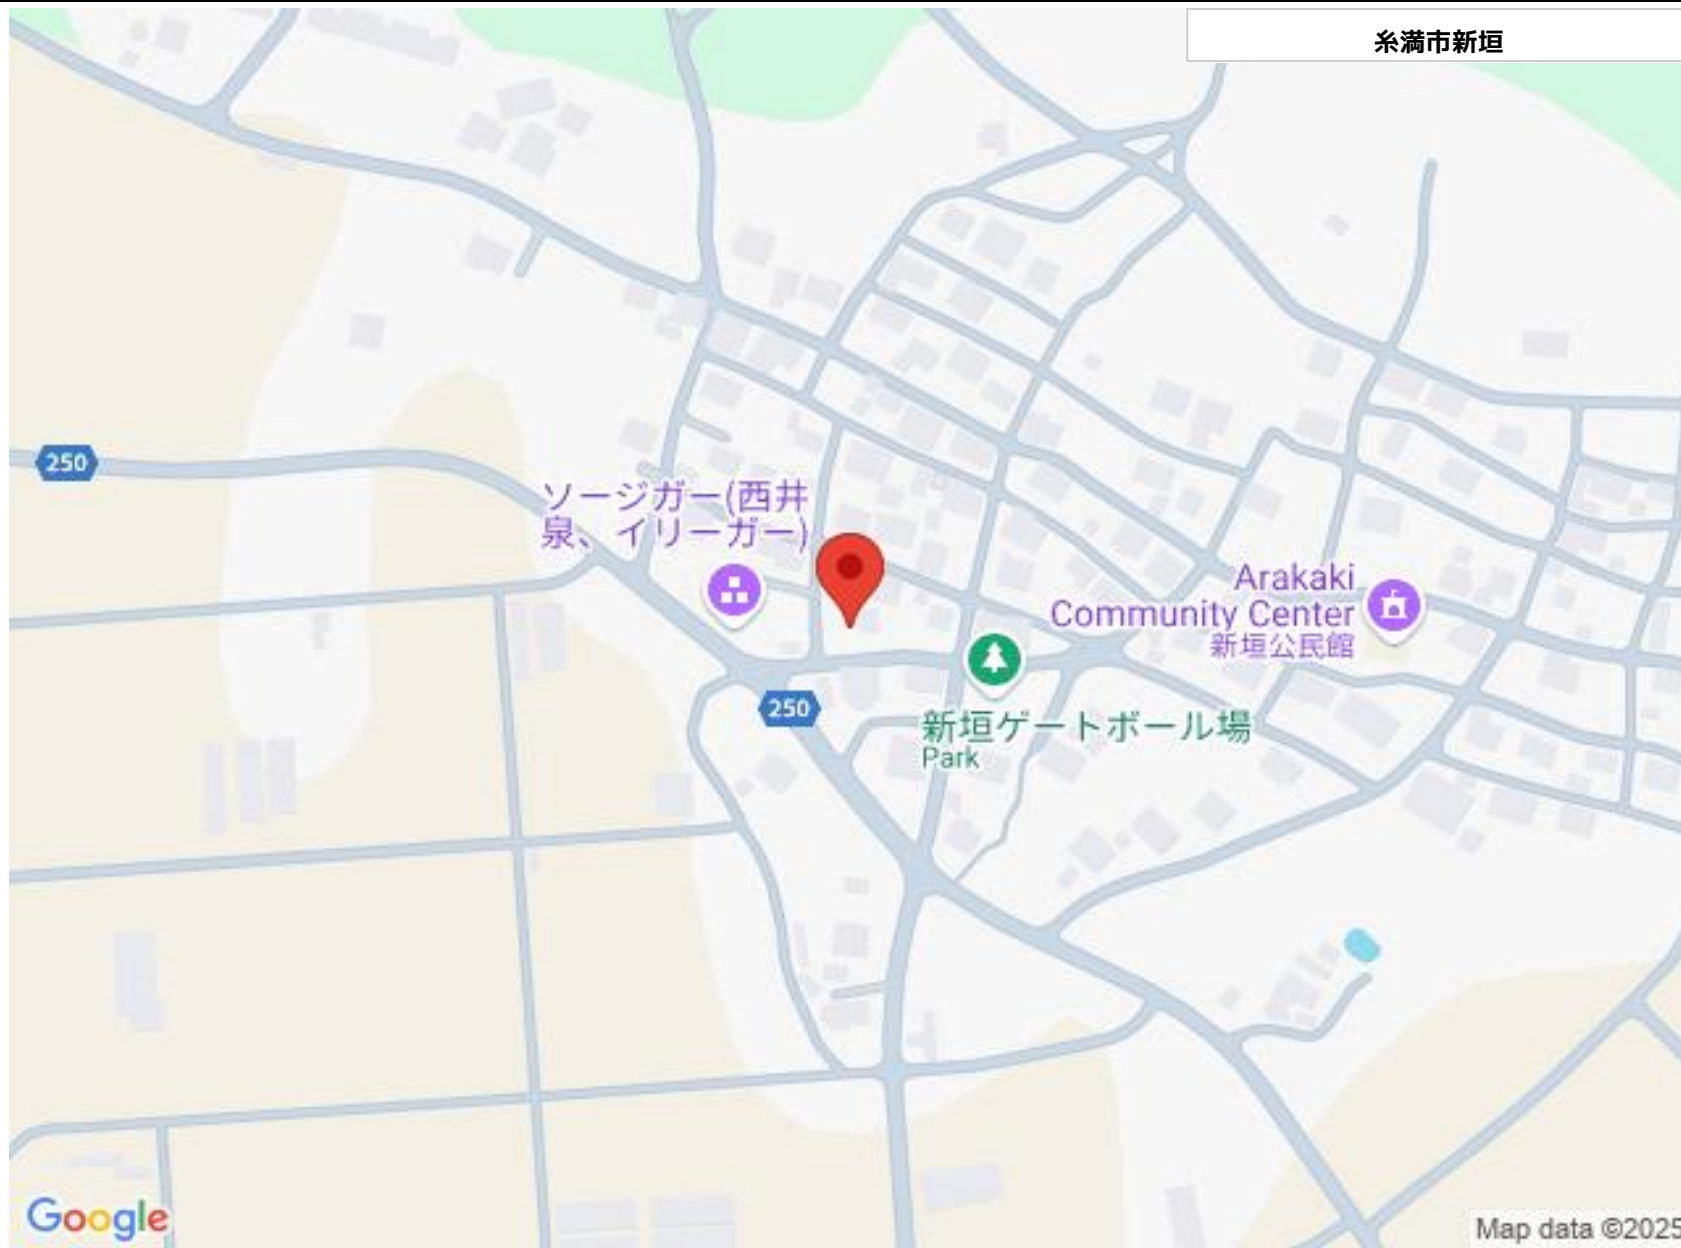 糸満市新垣
250
ソージガー(西井
泉、イリーガー)
Arakaki
Community Center
新垣公民館
250
新垣ゲートボール場
Park
Google
Map data ©2025